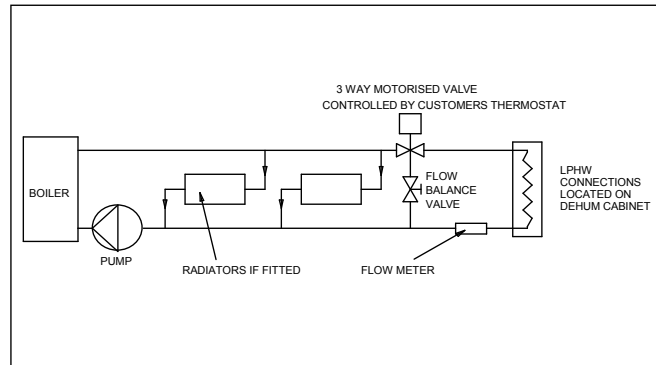 3 WAY MOTORISED VALVE
CONTROLLED BY CUSTOMERS THERMOSTAT
BOILER
FLOW
BALANCE
VALVE
LPHW
CONNECTIONS
LOCATED ON
DEHUM CABINET
PUMP
RADIATORS IF FITTED
FLOW METER